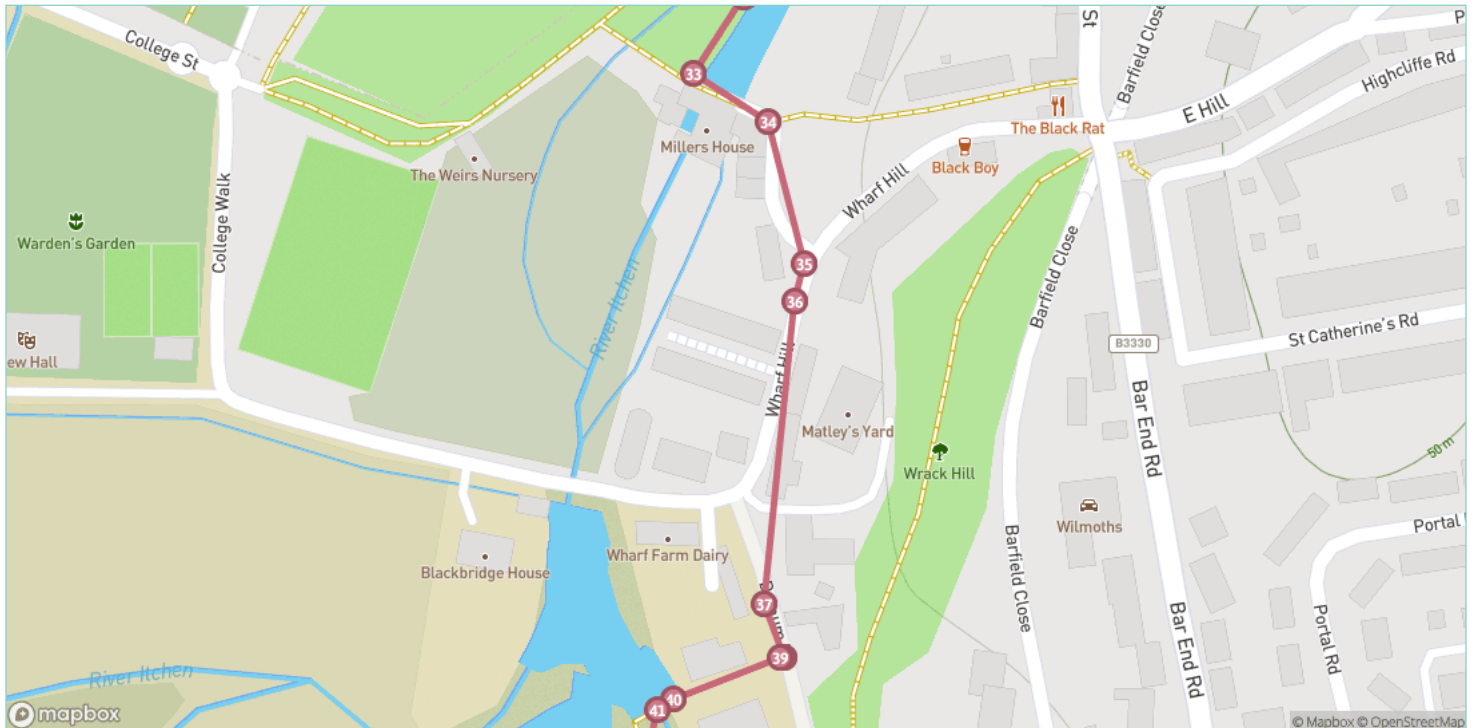 College St
33
34
Millers House
The Weirs Nursery
College Walk
Warden's Garden
ew Hall
River Itchen
St
Barfield Close
P
Highcliffe Rd
E Hill
The Black Rat
Black Boy
Wharf Hill
35
36
Barfield Close
B3330
St Catherine's Rd
Wharf Hill
Matley's Yard
Bar End Rd
50 m
Wrack Hill
Wilmoths
Portal
Wharf Farm Dairy
Blackbridge House
Barfield Close
37
39
40
41
Bar End Rd
Portal Rd
River Itchen
mapbox
© Mapbox © OpenStreetMap